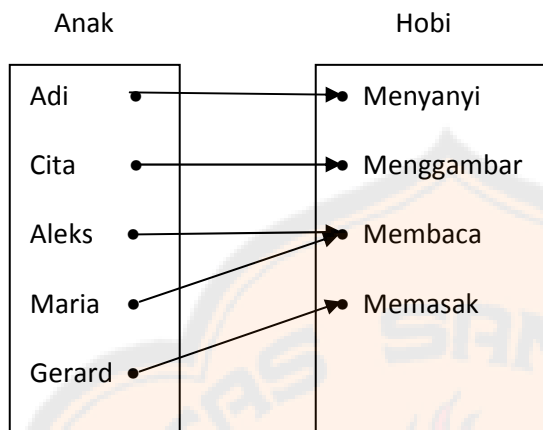 Anak Hobi
Adi Menyanyi
Cita Menggambar
Aleks Membaca
Maria Memasak
Gerard